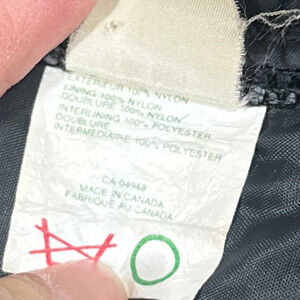 EXTERIEUR 100% NYLON
LINING 100% NYLON
DOUBLURE 100% NYLON
INTERLINING 100% POLYESTER
DOUBLURE
INTERMEDIAIRE 100% POLYESTER
CA 04948
MADE IN CANADA
FABRIQUÉ AU CANADA